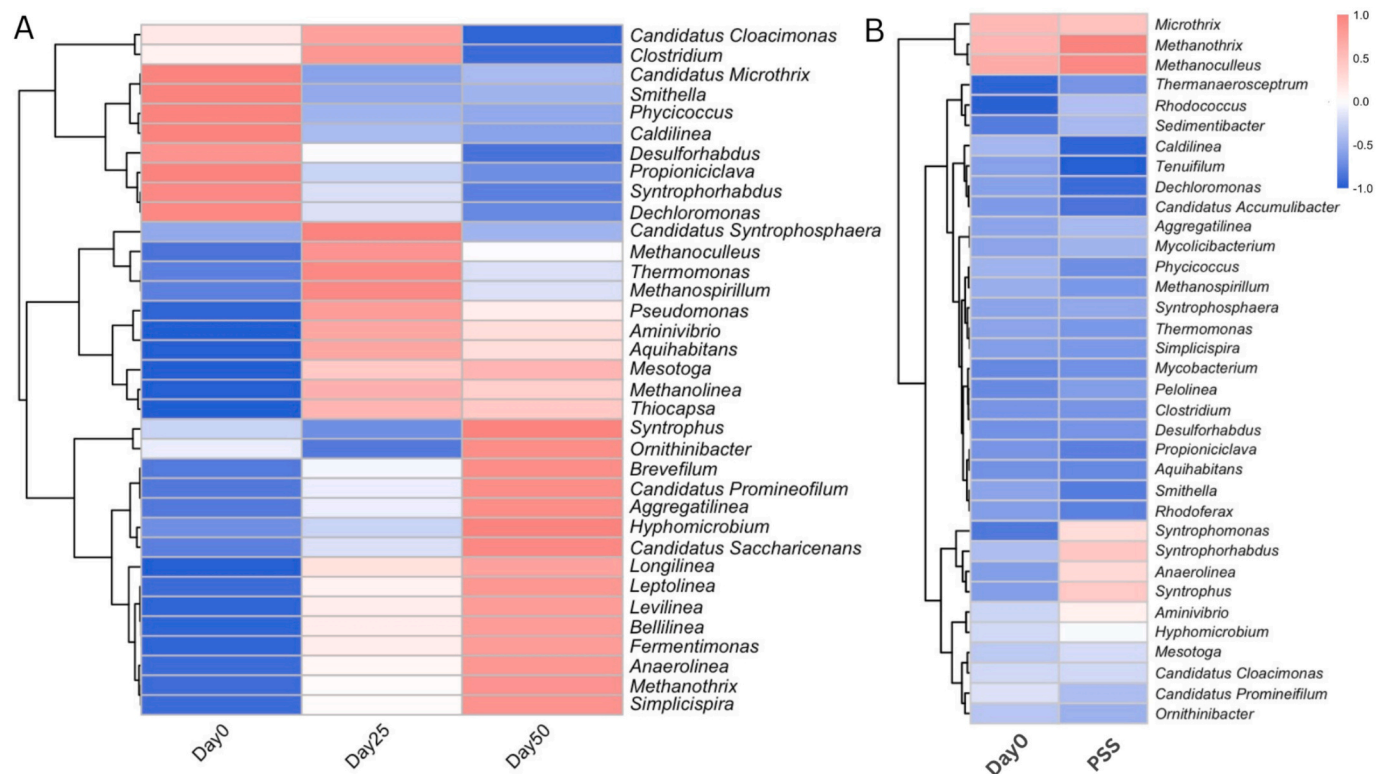 A
Candidatus Cloacimonas
Clostridium
Candidatus Microthrix
Smithella
Phycicoccus
Caldilinea
Desulforhabdus
Propioniciclava
Syntrophorhabdus
Dechloromonas
Candidatus Syntrophosphaera
Methanoculleus
Thermomonas
Methanospirillum
Pseudomonas
Aminivibrio
Aquihabitans
Mesotoga
Methanolinea
Thiocapsa
Syntrophus
Ornithinibacter
Brevefilum
Candidatus Promineofilum
Aggregatilinea
Hyphomicrobium
Candidatus Saccharicenans
Longilinea
Leptolinea
Levilinea
Bellilinea
Fermentimonas
Anaerolinea
Methanothrix
Simplicispira
Day0
Day25
Day50
B
Microthrix
Methanothrix
Methanoculleus
Thermanaerosceptrum
Rhodococcus
Sedimentibacter
Caldilinea
Tenuifilum
Dechloromonas
Candidatus Accumulibacter
Aggregatilinea
Mycolicibacterium
Phycicoccus
Methanospirillum
Syntrophosphaera
Thermomonas
Simplicispira
Mycobacterium
Pelolinea
Clostridium
Desulforhabdus
Propioniciclava
Aquihabitans
Smithella
Rhodoferax
Syntrophomonas
Syntrophorhabdus
Anaerolinea
Syntrophus
Aminivibrio
Hyphomicrobium
Mesotoga
Candidatus Cloacimonas
Candidatus Promineifilum
Ornithinibacter
Day0
PSS
1.0
0.5
0.0
-0.5
-1.0